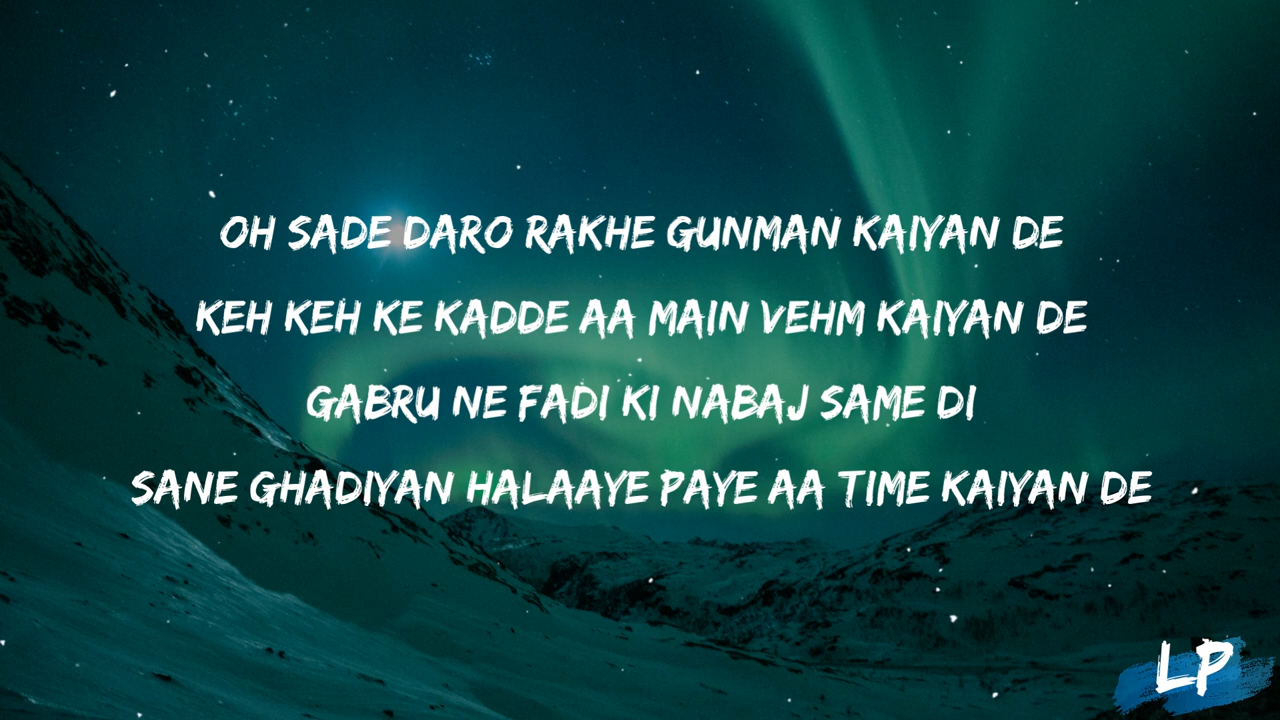 OH SADE DARO RAKHE GUNMAN KAIYAN DE
KEH KEH KE KADDE AA MAIN VEHM KAIYAN DE
GABRU NE FADI KI NABAJ SAME DI
SANE GHADIYAN HALAAYE PAYE AA TIME KAIYAN DE
LP